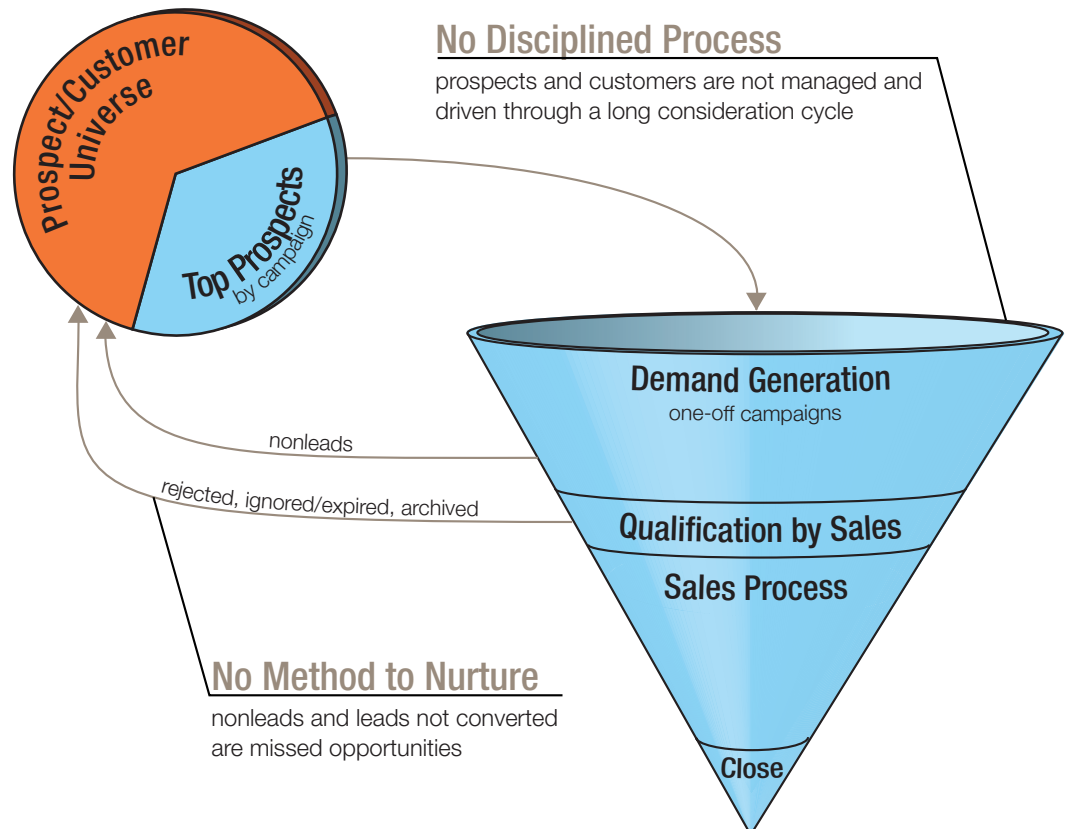 Prospect/Customer
Universe
Top Prospects
by campaign
No Disciplined Process
prospects and customers are not managed and
driven through a long consideration cycle
Demand Generation
one-off campaigns
nonleads
rejected, ignored/expired, archived
Qualification by Sales
Sales Process
No Method to Nurture
nonleads and leads not converted
are missed opportunities
Close